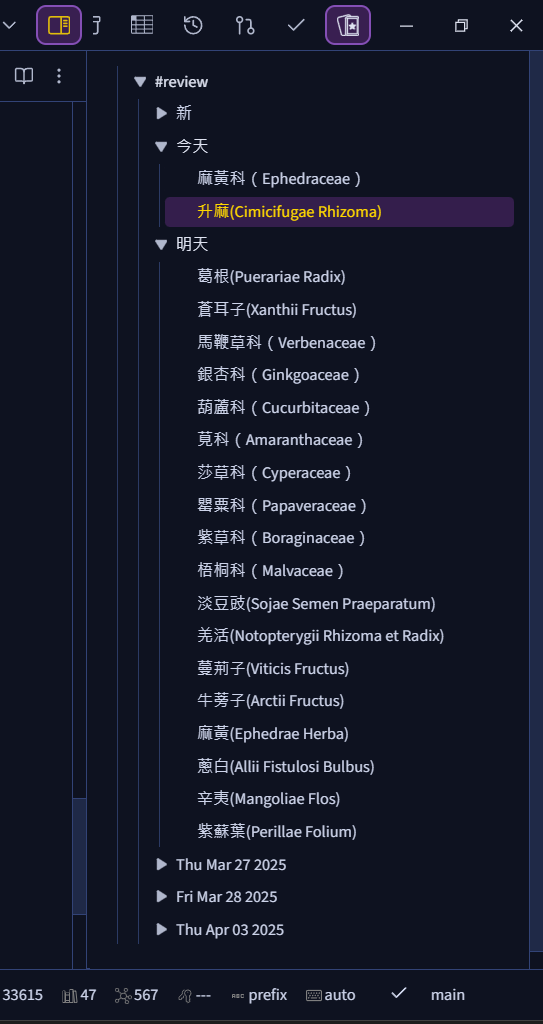 #review
新
今天
麻黃科（Ephedraceae）
升麻(Cimicifugae Rhizoma)
明天
葛根(Puerariae Radix)
蒼耳子(Xanthii Fructus)
馬鞭草科（Verbenaceae）
銀杏科（Ginkgoaceae）
葫蘆科（Cucurbitaceae）
莧科（Amaranthaceae）
莎草科（Cyperaceae）
罌粟科（Papaveraceae）
紫草科（Boraginaceae）
梧桐科（Malvaceae）
淡豆豉(Sojae Semen Praeparatum)
羌活(Notopterygii Rhizoma et Radix)
蔓荊子(Viticis Fructus)
牛蒡子(Arctii Fructus)
麻黃(Ephedrae Herba)
蔥白(Allii Fistulosi Bulbus)
辛夷(Mangoliae Flos)
紫蘇葉(Perillae Folium)
Thu Mar 27 2025
Fri Mar 28 2025
Thu Apr 03 2025
33615 47 567 --- ABC prefix auto main